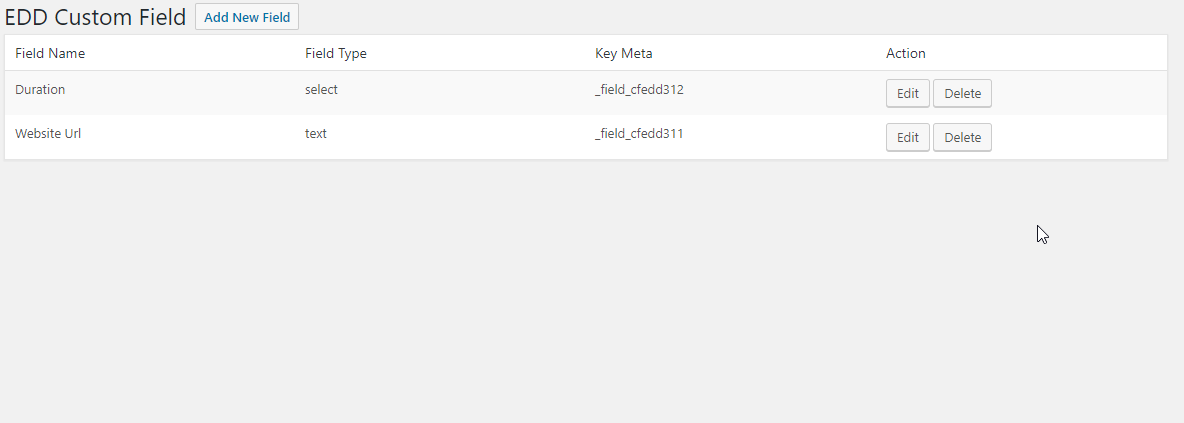 EDD Custom Field Add New Field
Field Name Field Type Key Meta Action
Duration select _field_cfedd312 Edit Delete
Website Url text _field_cfedd311 Edit Delete